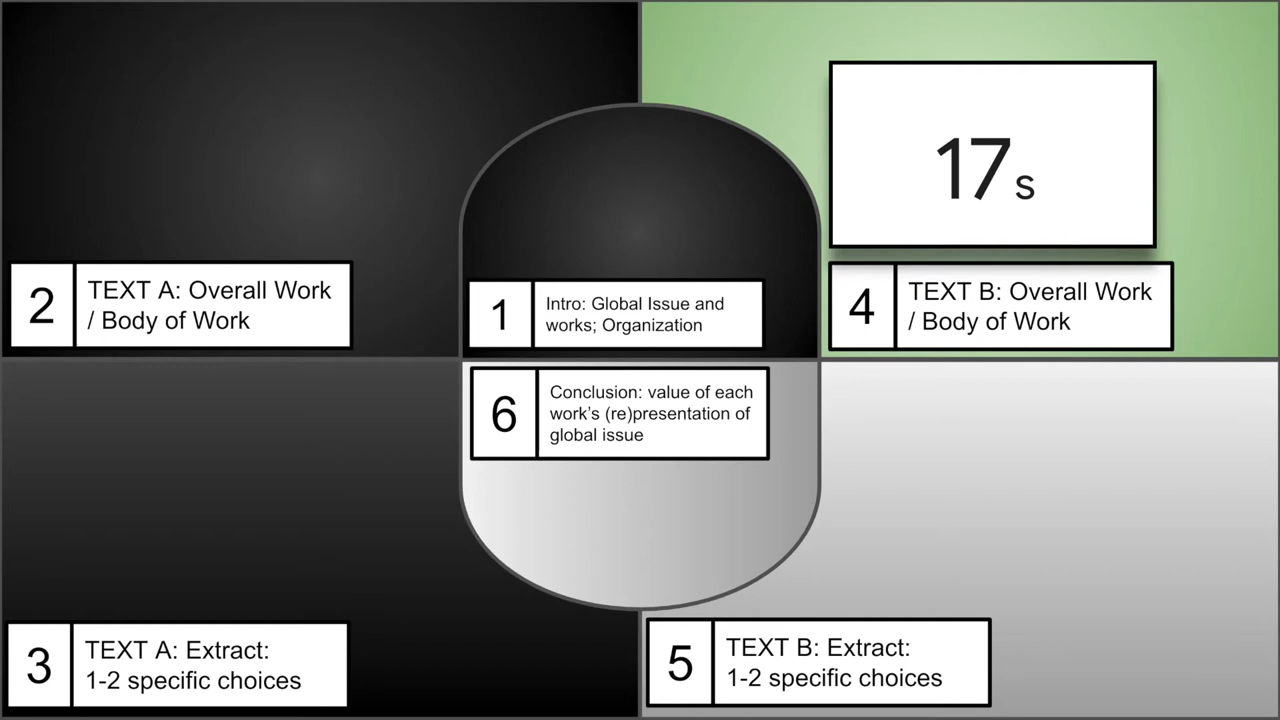 17 s
2
TEXT A: Overall Work
/ Body of Work
1
Intro: Global Issue and
works; Organization
4
TEXT B: Overall Work
/ Body of Work
6
Conclusion: value of each
work's (re)presentation of
global issue
3
TEXT A: Extract:
1-2 specific choices
5
TEXT B: Extract:
1-2 specific choices